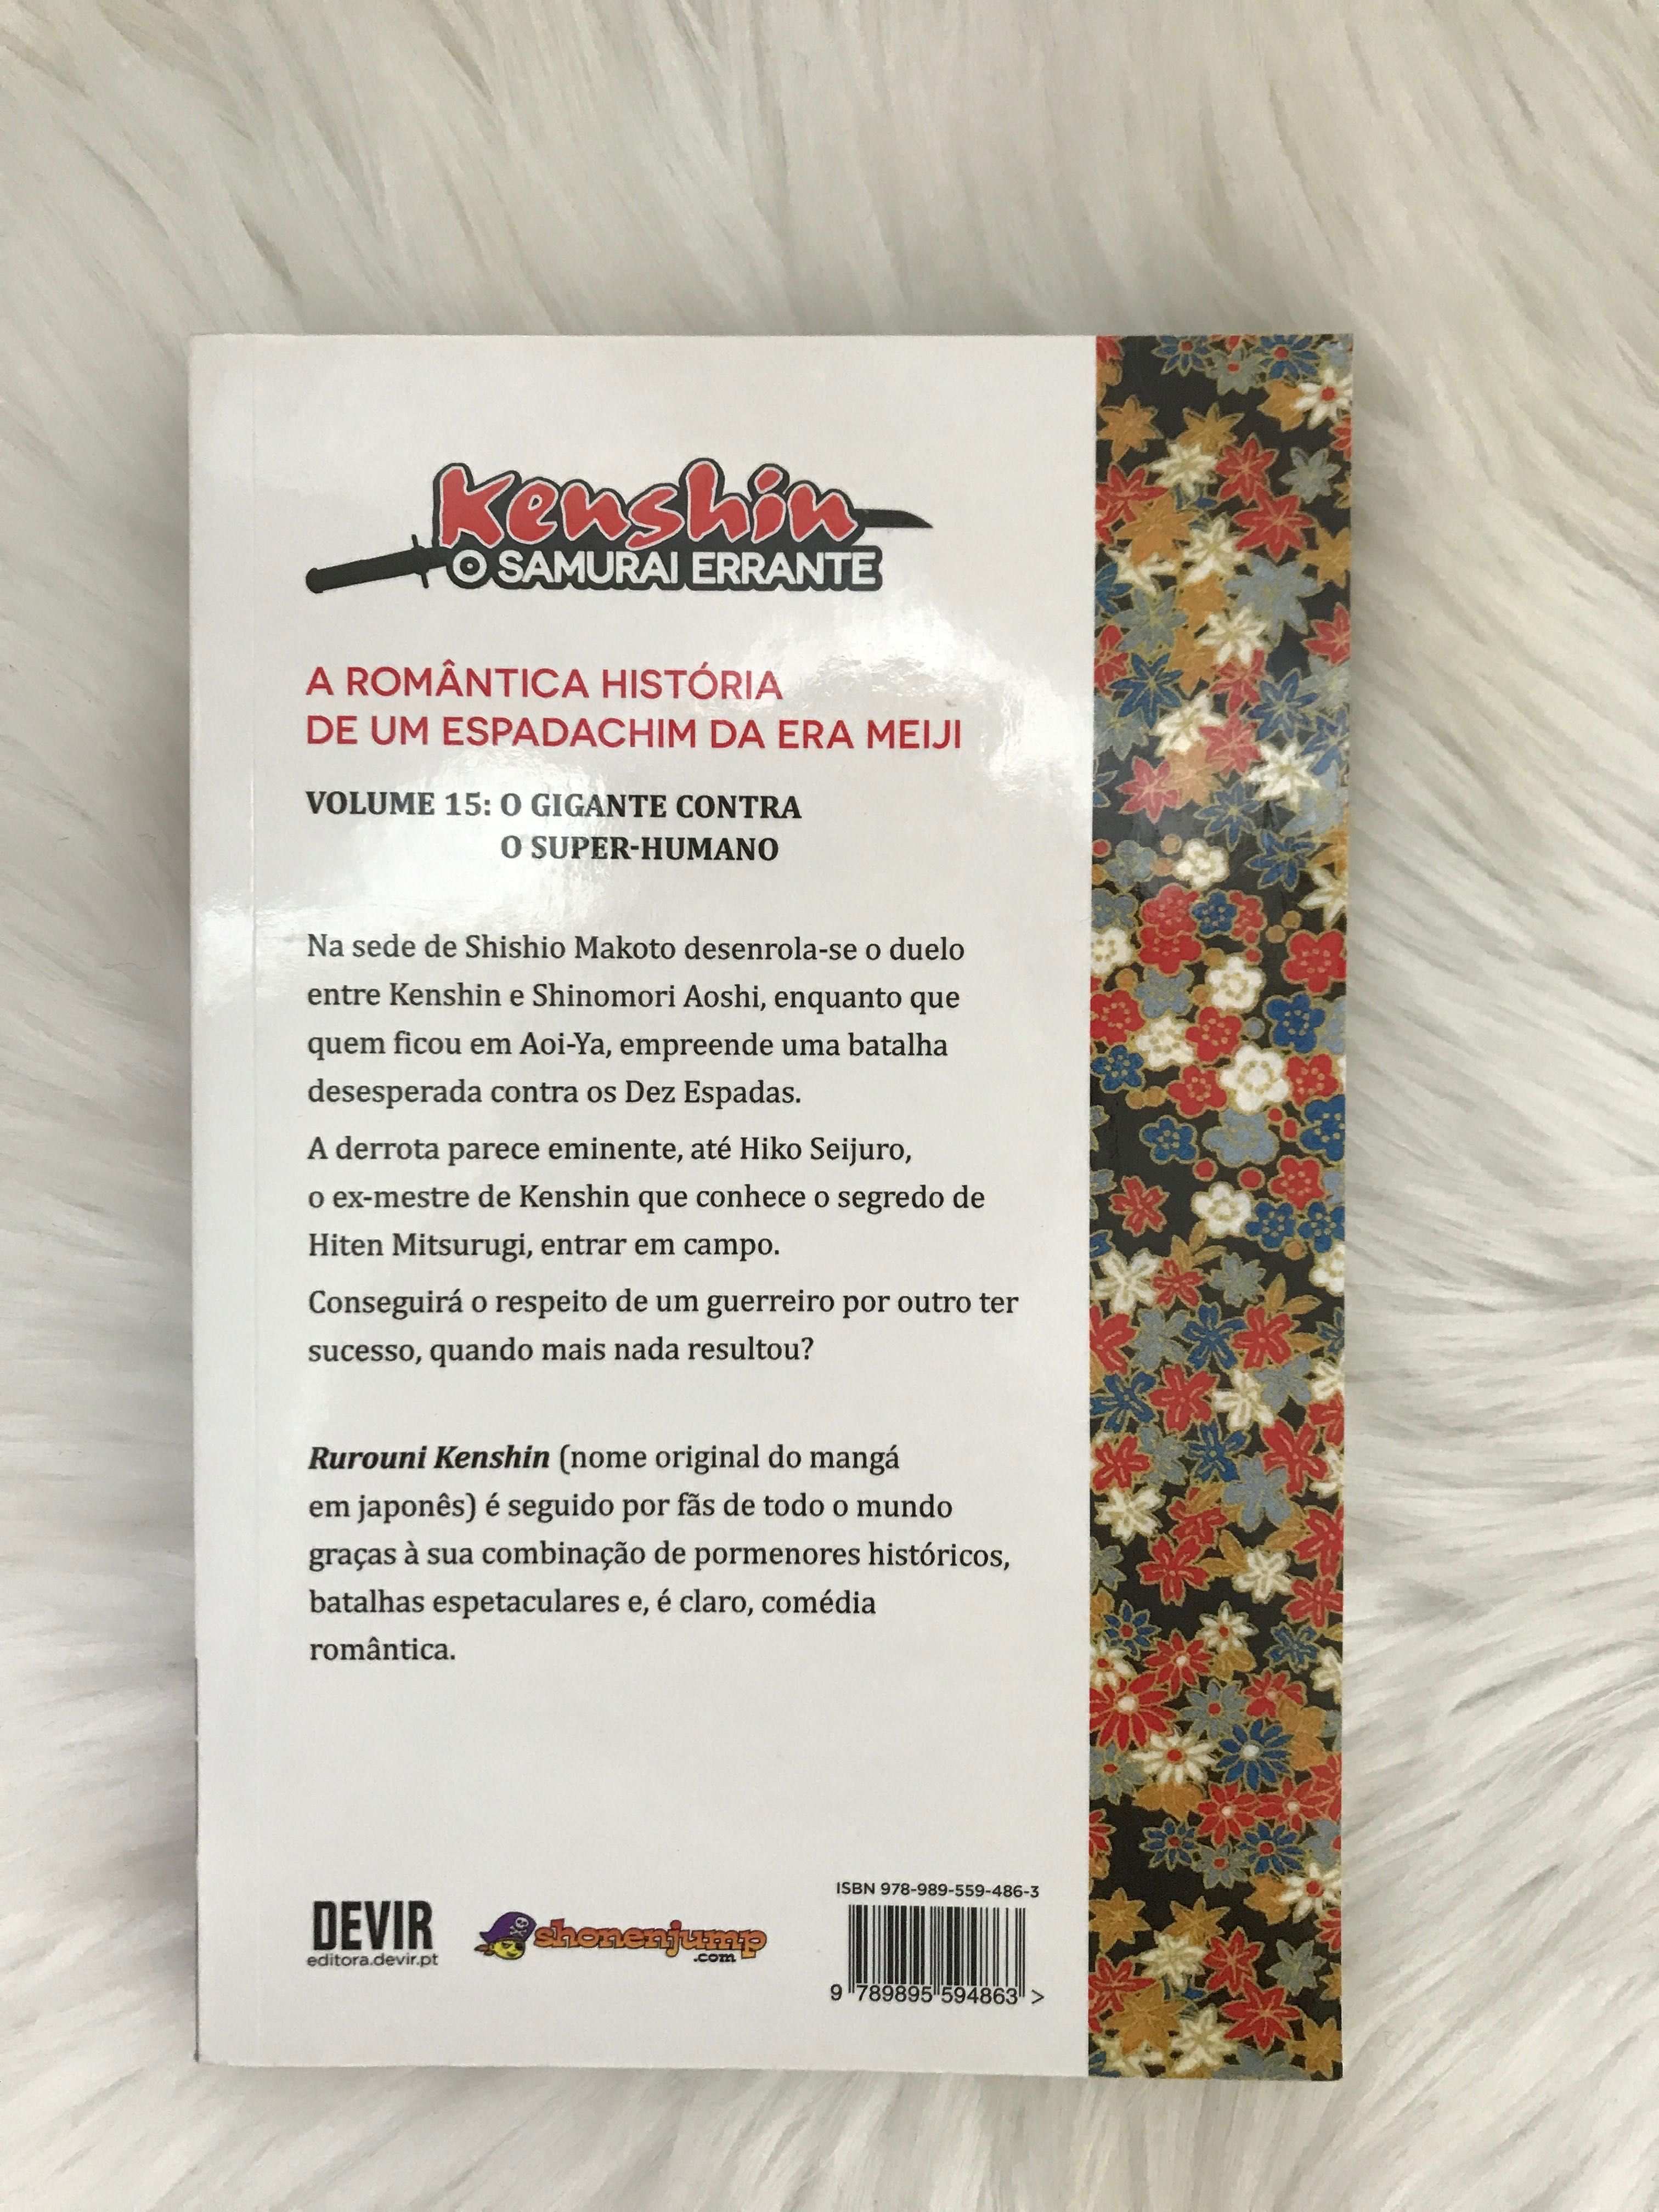 Kenshin
O SAMURAI ERRANTE
A ROMÂNTICA HISTÓRIA
DE UM ESPADACHIM DA ERA MEIJI
VOLUME 15: O GIGANTE CONTRA
O SUPER-HUMANO
Na sede de Shishio Makoto desenrola-se o duelo
entre Kenshin e Shinomori Aoshi, enquanto que
quem ficou em Aoi-Ya, empreende uma batalha
desesperada contra os Dez Espadas.
A derrota parece eminente, até Hiko Seijuro,
o ex-mestre de Kenshin que conhece o segredo de
Hiten Mitsurugi, entrar em campo.
Conseguirá o respeito de um guerreiro por outro ter
sucesso, quando mais nada resultou?
Rurouni Kenshin (nome original do mangá
em japonês) é seguido por fãs de todo o mundo
graças à sua combinação de pormenores históricos,
batalhas espetaculares e, é claro, comédia
romântica.
DEVIR
editora.devir.pt
shonenjump
.com
ISBN 978-989-559-486-3
9 789895 594863 >